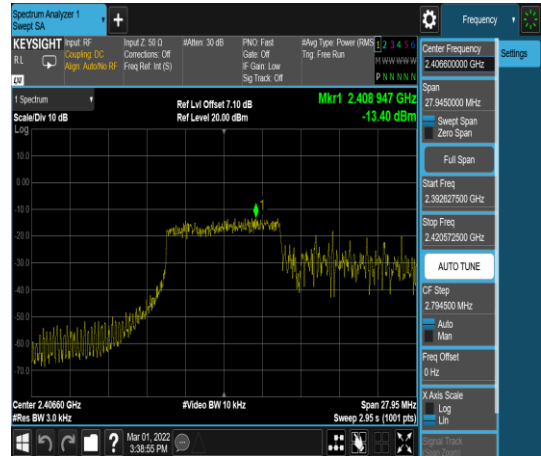 Spectrum Analyzer 1
Swept SA
+
Frequency
KEYSIGHT
Input: RF
Coupling: DC
Align: Auto/No RF
Input Z: 50 Ω
Corrections: Off
Freq Ref: Int (S)
#Atten: 30 dB
PNO: Fast
Gate: Off
IF Gain: Low
Sig Track: Off
#Avg Type: Power (RMS
Trig: Free Run
1 2 3 4 5 6
M W W W W W
P N N N N N
R L
LXI
1 Spectrum
Scale/Div 10 dB
Log
Ref Lvl Offset 7.10 dB
Ref Level 20.00 dBm
Mkr1 2.408 947 GHz
-13.40 dBm
1
10.0
0.00
-10.0
-20.0
-30.0
-40.0
-50.0
-60.0
-70.0
Center 2.40660 GHz
#Res BW 3.0 kHz
#Video BW 10 kHz
Span 27.95 MHz
Sweep 2.95 s (1001 pts)
Mar 01, 2022
3:38:55 PM
?
Center Frequency
2.406600000 GHz
Settings
Span
27.9450000 MHz
Swept Span
Zero Span
Full Span
Start Freq
2.392627500 GHz
Stop Freq
2.420572500 GHz
AUTO TUNE
CF Step
2.794500 MHz
Auto
Man
Freq Offset
0 Hz
X Axis Scale
Log
Lin
Signal Track
(Span Zoom)